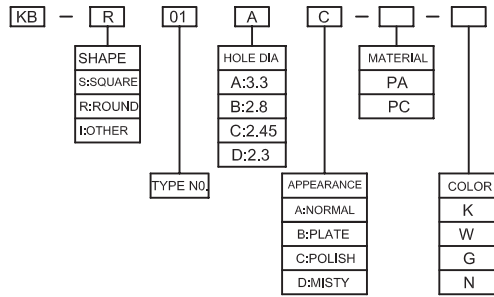 KB - R 01 A C - -
SHAPE
S:SQUARE
R:ROUND
I:OTHER
HOLE DIA
A:3.3
B:2.8
C:2.45
D:2.3
MATERIAL
PA
PC
TYPE N0.
APPEARANCE
A:NORMAL
B:PLATE
C:POLISH
D:MISTY
COLOR
K
W
G
N